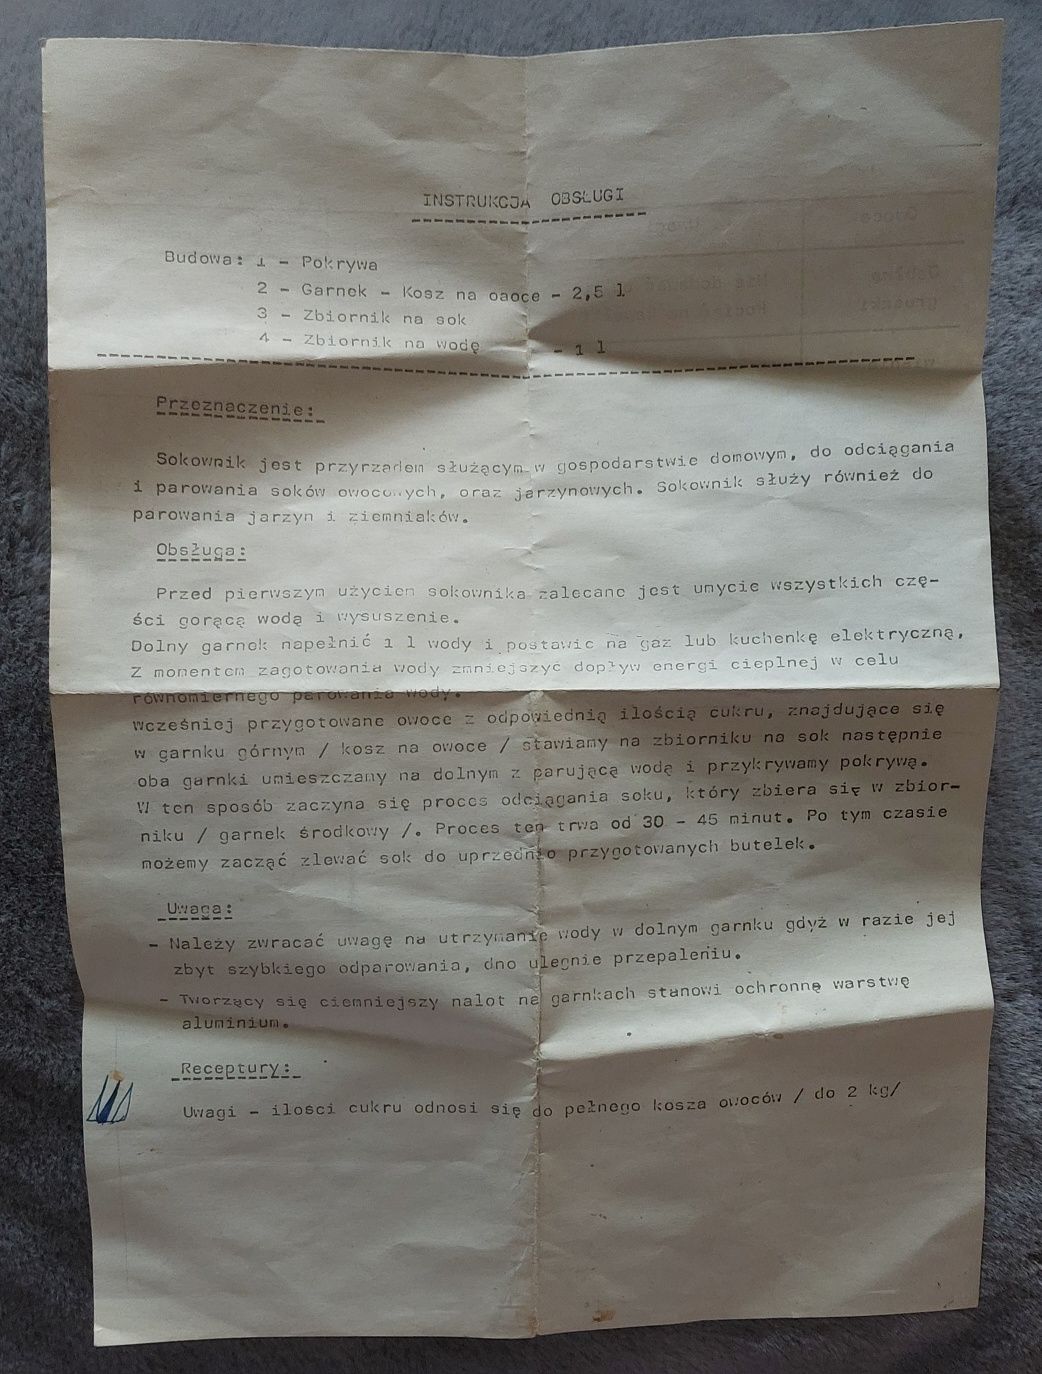 INSTRUKCJA OBSŁUGI
Budowa: 1 - Pokrywa
2 - Garnek - Kosz na oaoce - 2,5 l
3 - Zbiornik na sok
4 - Zbiornik na wodę - 1 l
Przeznaczenie:
Sokownik jest przyrządem służącym w gospodarstwie domowym, do odciągania
i parowania soków owocowych, oraz jarzynowych. Sokownik służy również do
parowania jarzyn i ziemniaków.
Obsługa:
Przed pierwszym użyciem sokownika zalecane jest umycie wszystkich czę-
ści gorącą wodą i wysuszenie.
Dolny garnek napełnić 1 l wody i postawic na gaz lub kuchenkę elektryczną,
Z momentem zagotowania wody zmniejszyć dopływ energi cieplnej w celu
równomiernego parowania wody.
Wcześniej przygotowane owoce z odpowiednią ilością cukru, znajdujące się
w garnku górnym / kosz na owoce / stawiamy na zbiorniku na sok następnie
oba garnki umieszczamy na dolnym z parującą wodą i przykrywamy pokrywą.
W ten sposób zaczyna się proces odciągania soku, który zbiera się w zbior-
niku / garnek środkowy /. Proces ten trwa od 30 - 45 minut. Po tym czasie
możemy zacząć zlewać sok do uprzednio przygotowanych butelek.
Uwaga:
- Należy zwracać uwagę na utrzymanie wody w dolnym garnku gdyż w razie jej
zbyt szybkiego odparowania, dno ulegnie przepaleniu.
- Tworzący się ciemniejszy nalot na garnkach stanowi ochronnę warstwę
aluminium.
Receptury:
Uwagi - ilosci cukru odnosi się do pełnego kosza owoców / do 2 kg/